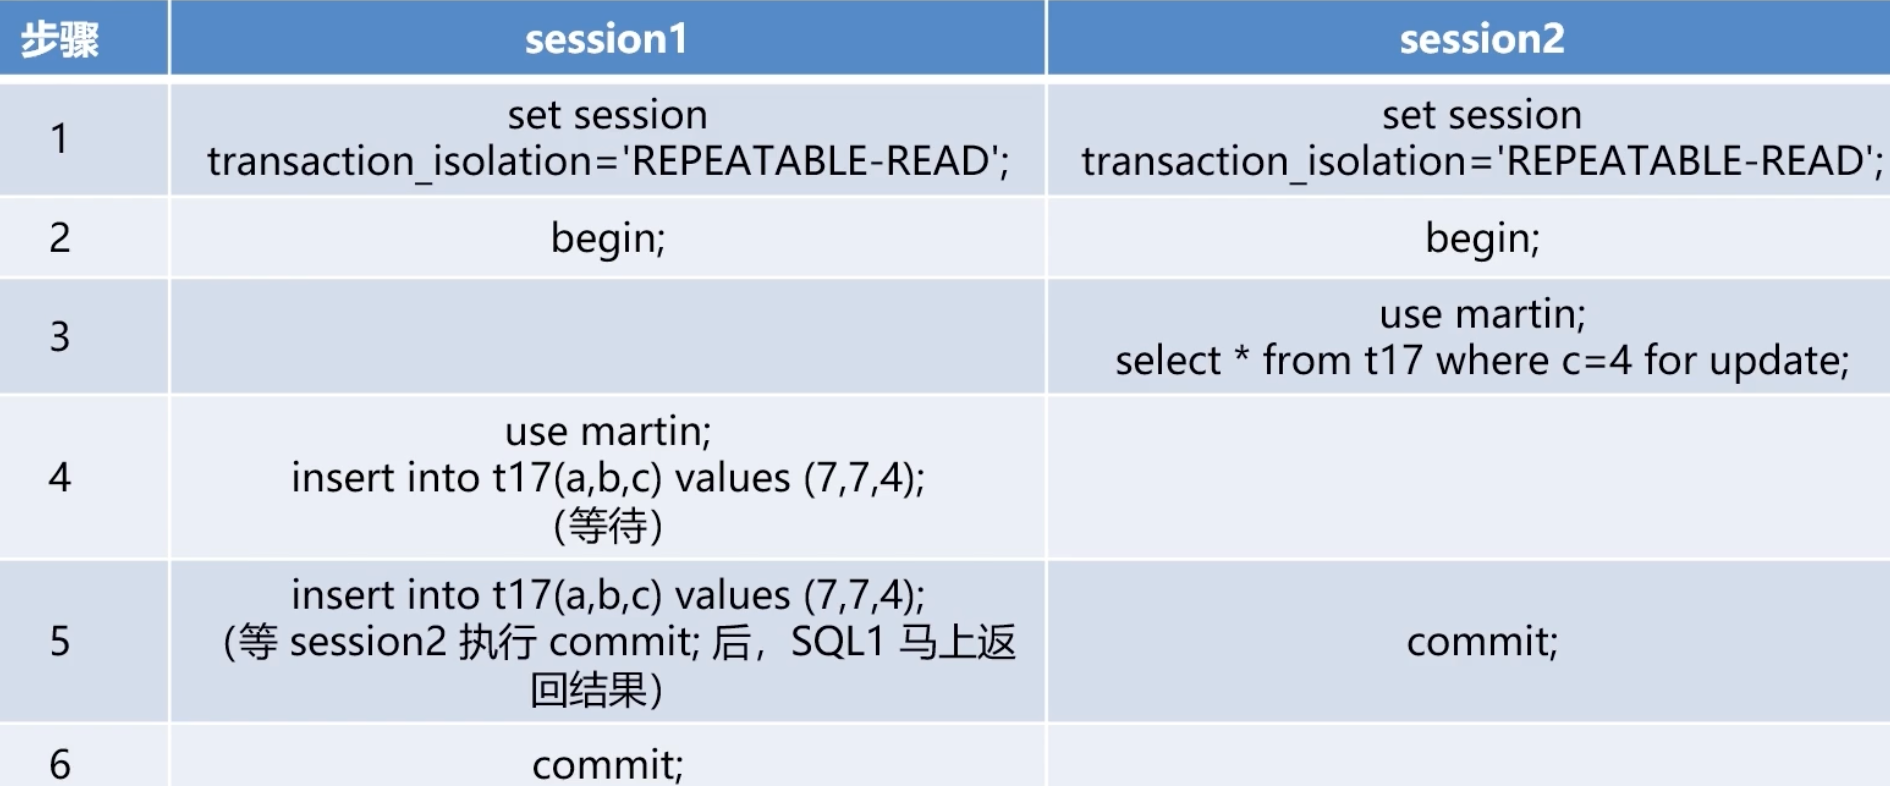 步骤 session1 session2
1 set session set session
transaction_isolation='REPEATABLE-READ'; transaction_isolation='REPEATABLE-READ';
2 begin; begin;
3 use martin;
select * from t17 where c=4 for update;
4 use martin;
insert into t17(a,b,c) values (7,7,4);
（等待）
5 insert into t17(a,b,c) values (7,7,4);
（等 session2 执行 commit; 后，SQL1 马上返 commit;
回结果）
6 commit;